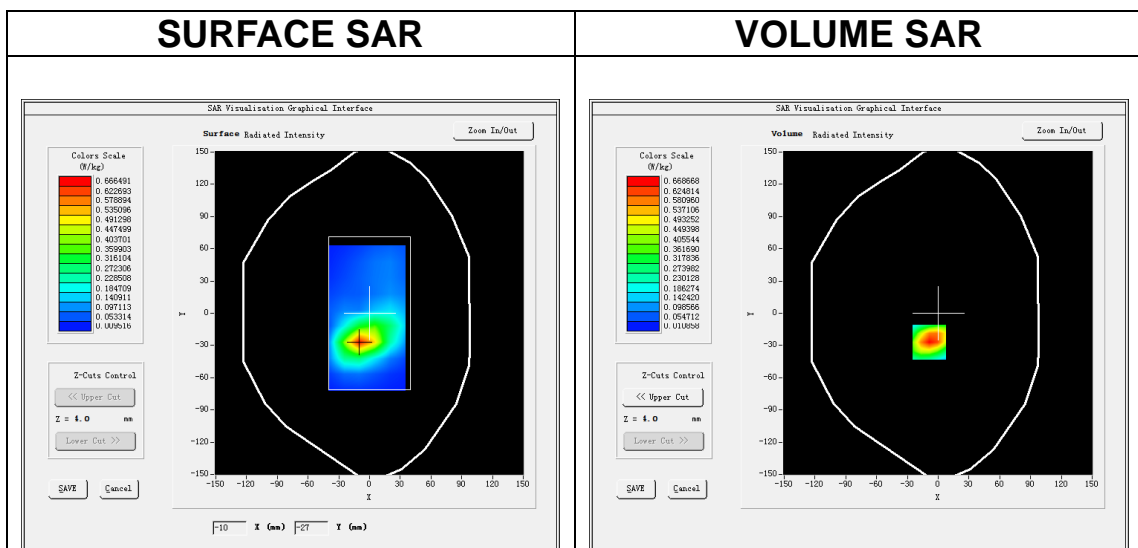 SURFACE SAR
SAR Visualisation Graphical Interface
Surface Radiated Intensity
Zoom In/Out
Colors Scale
(W/kg)
0.666491
0.622693
0.578894
0.535096
0.491298
0.447499
0.403701
0.359903
0.316104
0.272306
0.228508
0.184709
0.140911
0.097113
0.053314
0.009516
Z-Cuts Control
<< Upper Cut
Z = 4.0 mm
Lower Cut >>
SAVE Cancel
150
120
90
60
30
0
-30
-60
-90
-120
-150
Y
-150 -120 -90 -60 -30 0 30 60 90 120 150
X
-10 X (mm) -27 Y (mm)
VOLUME SAR
SAR Visualisation Graphical Interface
Volume Radiated Intensity
Zoom In/Out
Colors Scale
(W/kg)
0.668668
0.624814
0.580960
0.537106
0.493252
0.449398
0.405544
0.361690
0.317836
0.273982
0.230128
0.186274
0.142420
0.098566
0.054712
0.010858
Z-Cuts Control
<< Upper Cut
Z = 4.0 mm
Lower Cut >>
SAVE Cancel
150
120
90
60
30
0
-30
-60
-90
-120
-150
Y
-150 -120 -90 -60 -30 0 30 60 90 120 150
X